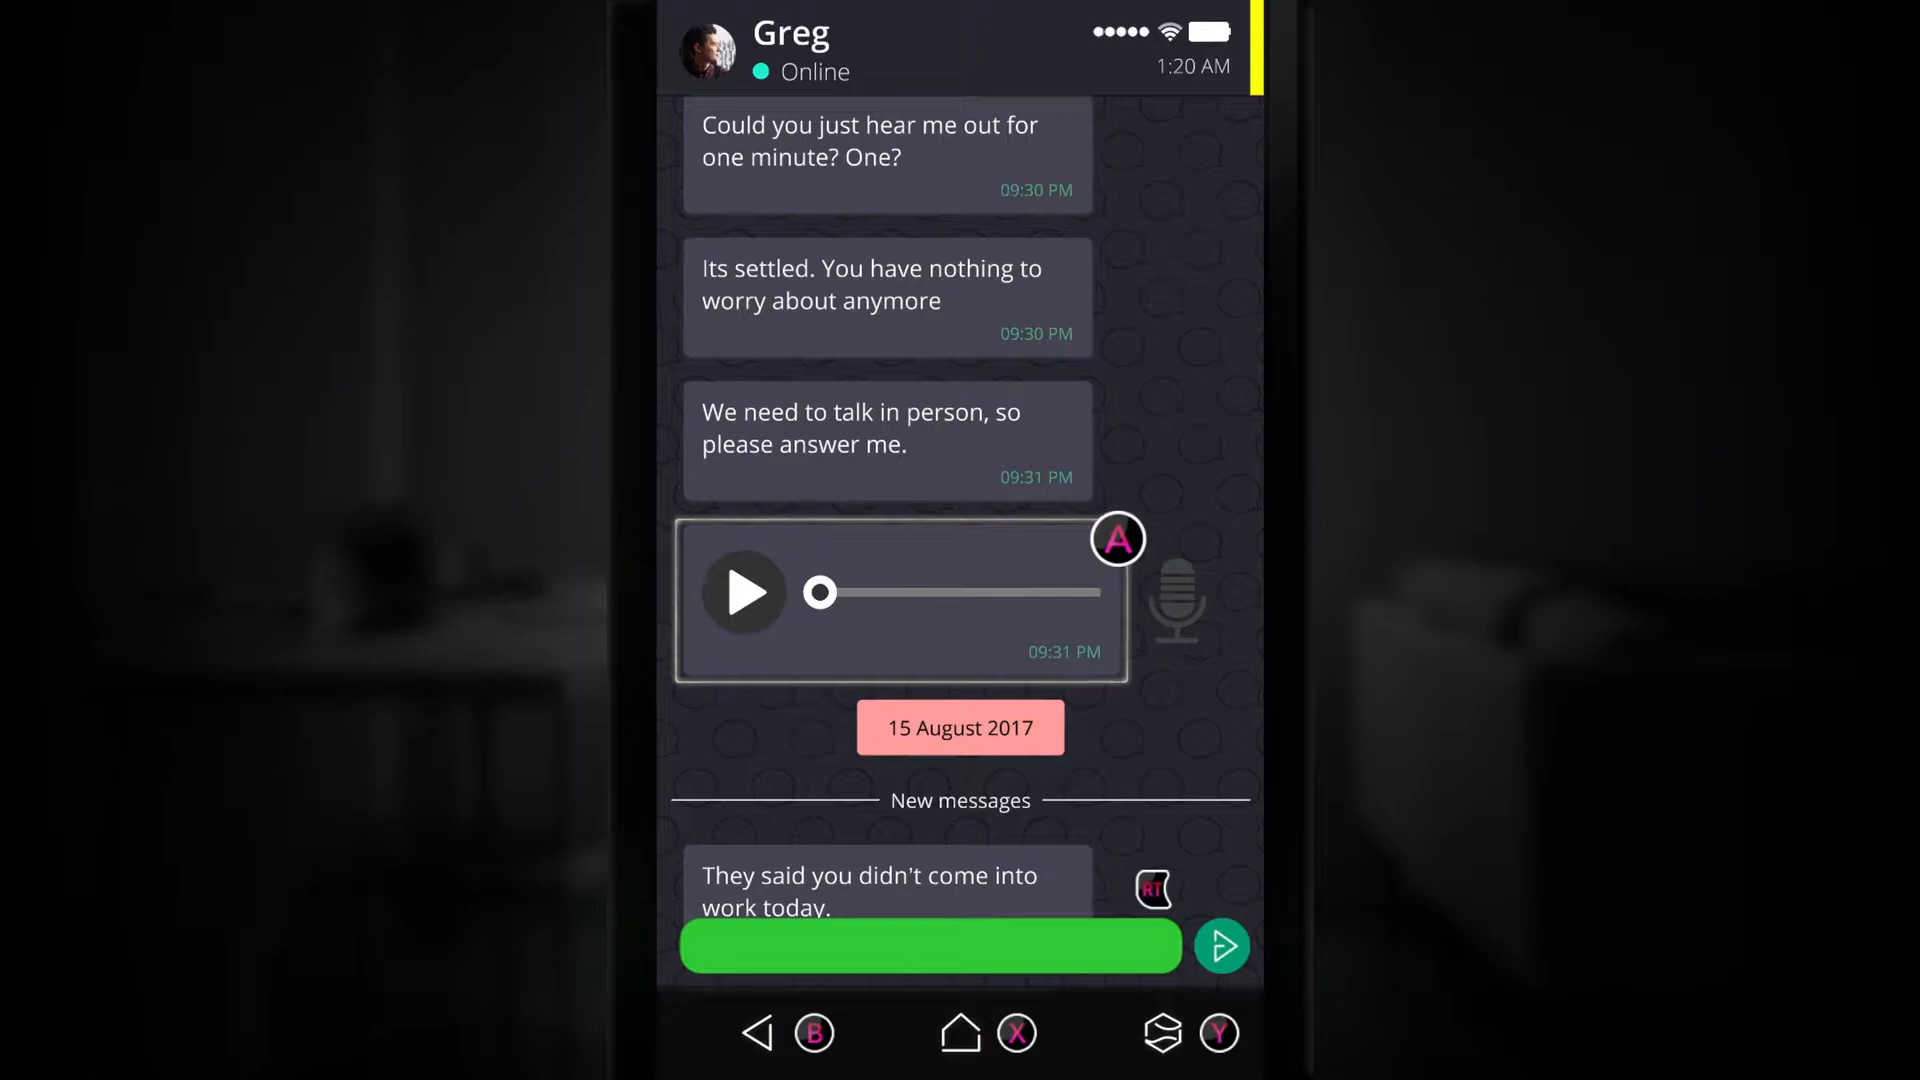 Greg
Online
1:20 AM
Could you just hear me out for
one minute? One?
09:30 PM
Its settled. You have nothing to
worry about anymore
09:30 PM
We need to talk in person, so
please answer me.
09:31 PM
A
09:31 PM
15 August 2017
New messages
They said you didn't come into
work today.
RT
B
X
Y